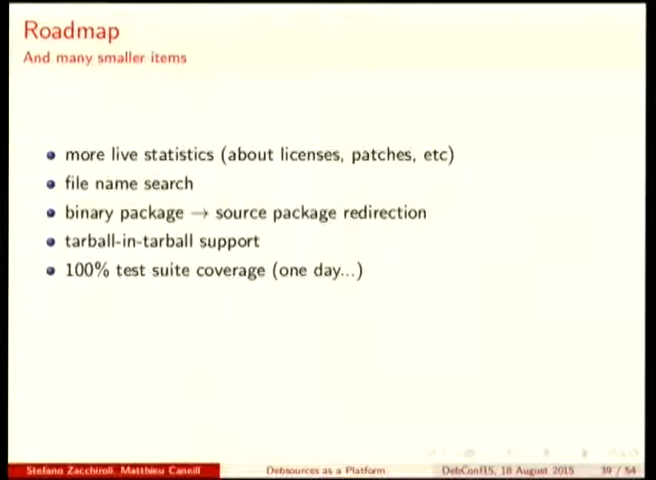 Roadmap
And many smaller items
more live statistics (about licenses, patches, etc)
file name search
binary package → source package redirection
tarball-in-tarball support
100% test suite coverage (one day...)
Stefano Zacchiroli, Matthieu Caneill
Debsources as a Platform
DebConf15, 18 August 2015
39 / 54